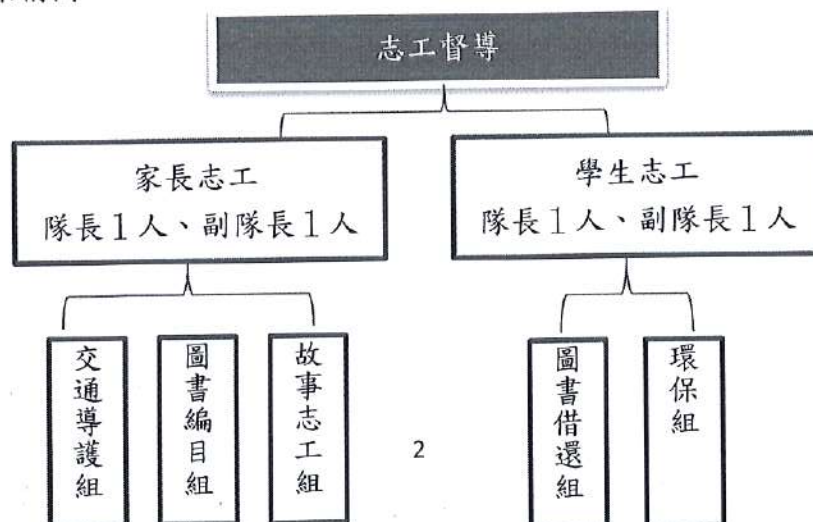 志工督導
家長志工
隊長1人、副隊長1人
學生志工
隊長1人、副隊長1人
交通導護組
圖書編目組
故事志工組
圖書借還組
環保組
2